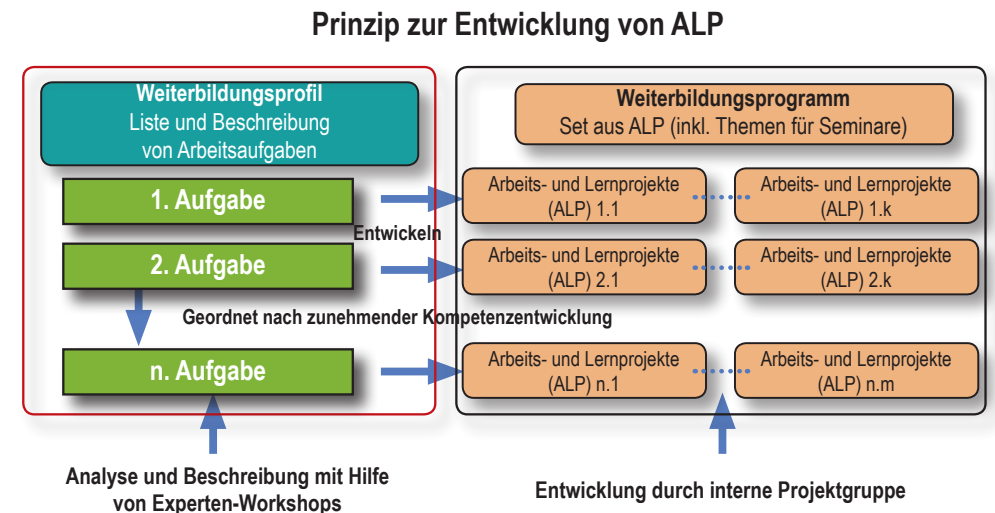 Prinzip zur Entwicklung von ALP
Weiterbildungsprofil
Liste und Beschreibung
von Arbeitsaufgaben
Weiterbildungsprogramm
Set aus ALP (inkl. Themen für Seminare)
1. Aufgabe
Arbeits- und Lernprojekte
(ALP) 1.1
Arbeits- und Lernprojekte
(ALP) 1.k
Entwickeln
2. Aufgabe
Arbeits- und Lernprojekte
(ALP) 2.1
Arbeits- und Lernprojekte
(ALP) 2.k
Geordnet nach zunehmender Kompetenzentwicklung
n. Aufgabe
Arbeits- und Lernprojekte
(ALP) n.1
Arbeits- und Lernprojekte
(ALP) n.m
Analyse und Beschreibung mit Hilfe
von Experten-Workshops
Entwicklung durch interne Projektgruppe